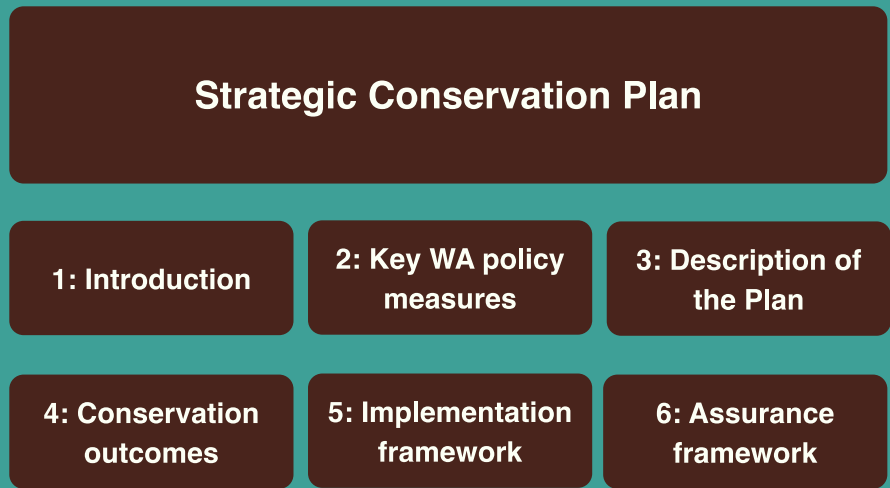 Strategic Conservation Plan
1: Introduction
2: Key WA policy
measures
3: Description of
the Plan
4: Conservation
outcomes
5: Implementation
framework
6: Assurance
framework